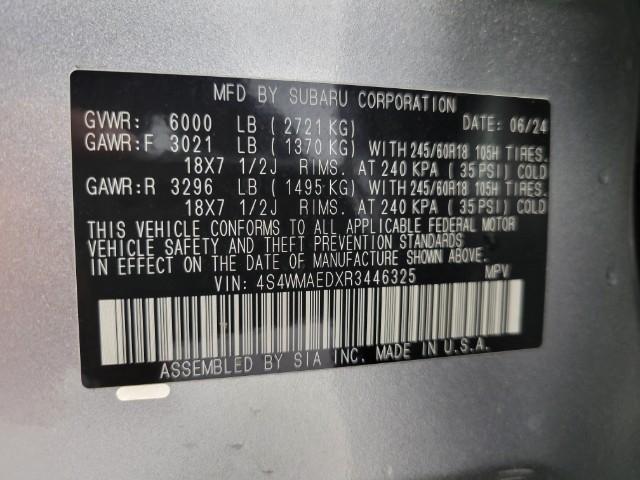 MFD BY SUBARU CORPORATION
GVWR: 6000 LB ( 2721 KG) DATE: 06/24
GAWR:F 3021 LB ( 1370 KG) WITH 245/60R18 105H TIRES.
18X7 1/2J RIMS. AT 240 KPA ( 35 PSI) COLD
GAWR:R 3296 LB ( 1495 KG) WITH 245/60R18 105H TIRES.
18X7 1/2J RIMS. AT 240 KPA ( 35 PSI) COLD
THIS VEHICLE CONFORMS TO ALL APPLICABLE FEDERAL MOTOR
VEHICLE SAFETY AND THEFT PREVENTION STANDARDS
IN EFFECT ON THE DATE OF MANUFACTURE SHOWN ABOVE.
VIN: 4S4WMAEDXR3446325 MPV
ASSEMBLED BY SIA INC. MADE IN U.S.A.